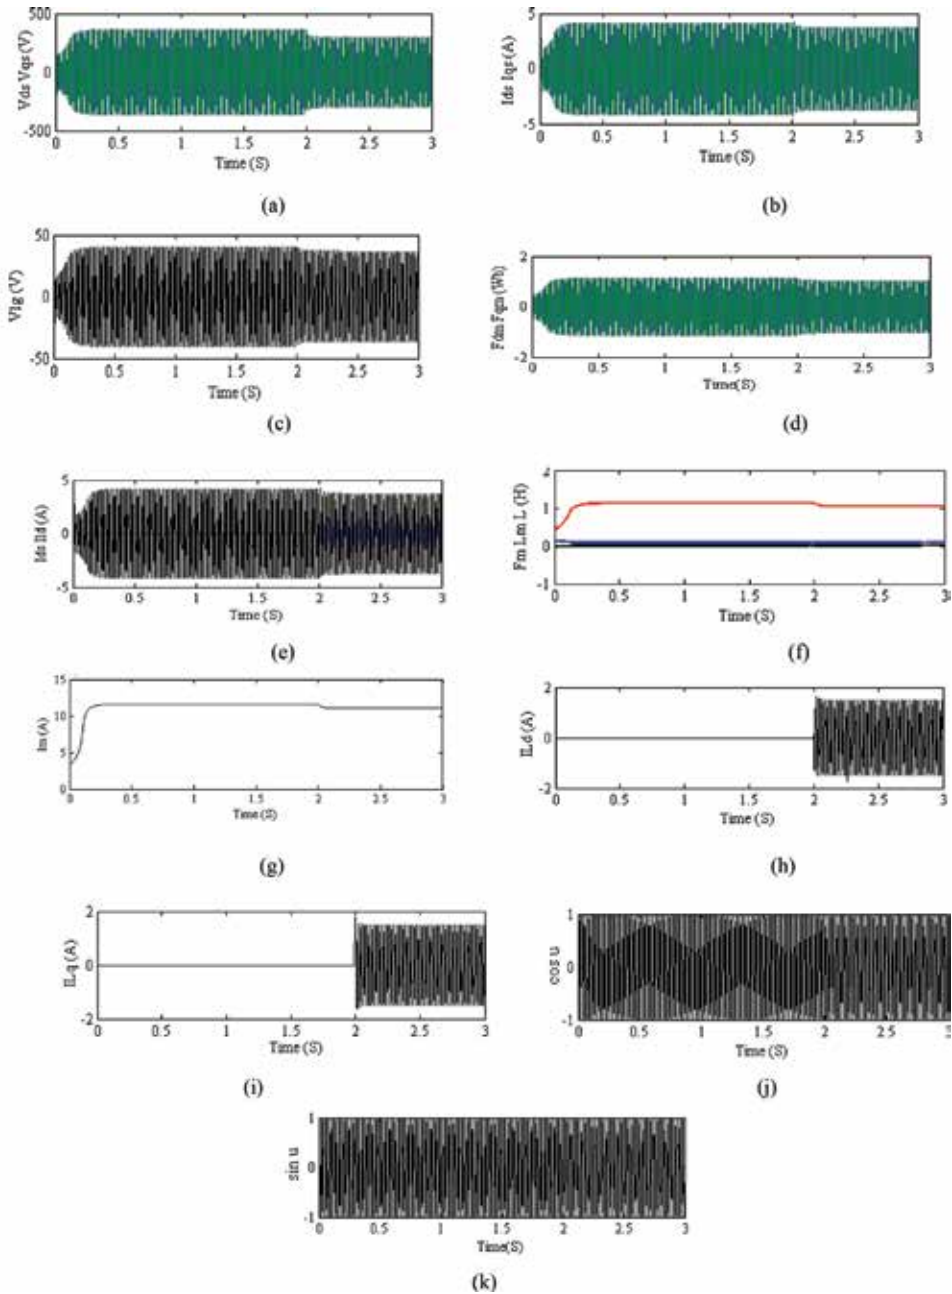 500
0
-500
Vds Vqs (V)
0 0.5 1 1.5 2 2.5 3
Time (S)
(a)
5
0
-5
Ids Iqs (A)
0 0.5 1 1.5 2 2.5 3
Time (S)
(b)
50
0
-50
0 0.5 1 1.5 2 2.5 3
Time (S)
(c)
2
0
-2
Fdm Fqm (Wb)
0 0.5 1 1.5 2 2.5 3
Time(S)
(d)
5
0
-5
Ids Ild (A)
0 0.5 1 1.5 2 2.5 3
Time (S)
(e)
2
1
0
-1
Fm Lm L (H)
0 0.5 1 1.5 2 2.5 3
Time (S)
(f)
15
10
5
0
Im (A)
0.5 1 1.5 2 2.5 3
Time (S)
(g)
2
0
-2
ILd (A)
0 0.5 1 1.5 2 2.5 3
Time (S)
(h)
2
0
-2
ILq (A)
0 0.5 1 1.5 2 2.5 3
Time (S)
(i)
1
0
-1
cos u
0 0.5 1 1.5 2 2.5 3
Time (S)
(j)
1
0
-1
sin u
0 0.5 1 1.5 2 2.5 3
Time(S)
(k)